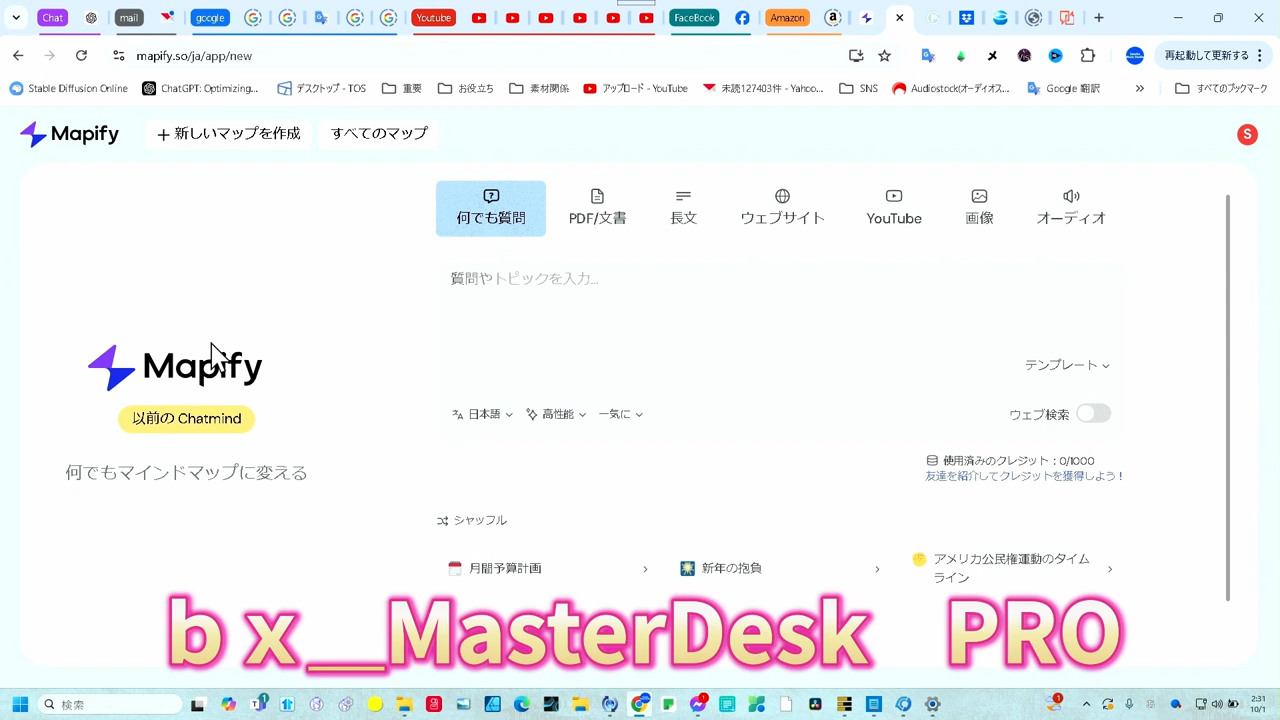 Chat
mail
google
Youtube
FaceBook
Amazon
mapify.so/ja/app/new
再起動して更新する
Stable Diffusion Online
ChatGPT: Optimizing...
デスクトップ - TOS
重要
お役立ち
素材関係
アップロード - YouTube
未読127403件 - Yahoo...
SNS
Audiostock(オーディオス...
Google 翻訳
»
すべてのブックマーク
Mapify
+ 新しいマップを作成
すべてのマップ
S
何でも質問
PDF/文書
長文
ウェブサイト
YouTube
画像
オーディオ
質問やトピックを入力...
テンプレート
日本語
高性能
一気に
ウェブ検索
Mapify
以前の Chatmind
何でもマインドマップに変える
使用済みのクレジット：0/1000
友達を紹介してクレジットを獲得しよう！
シャッフル
月間予算計画
新年の抱負
アメリカ公民権運動のタイム
ライン
b x__MasterDesk PRO
検索
2:31
10/1